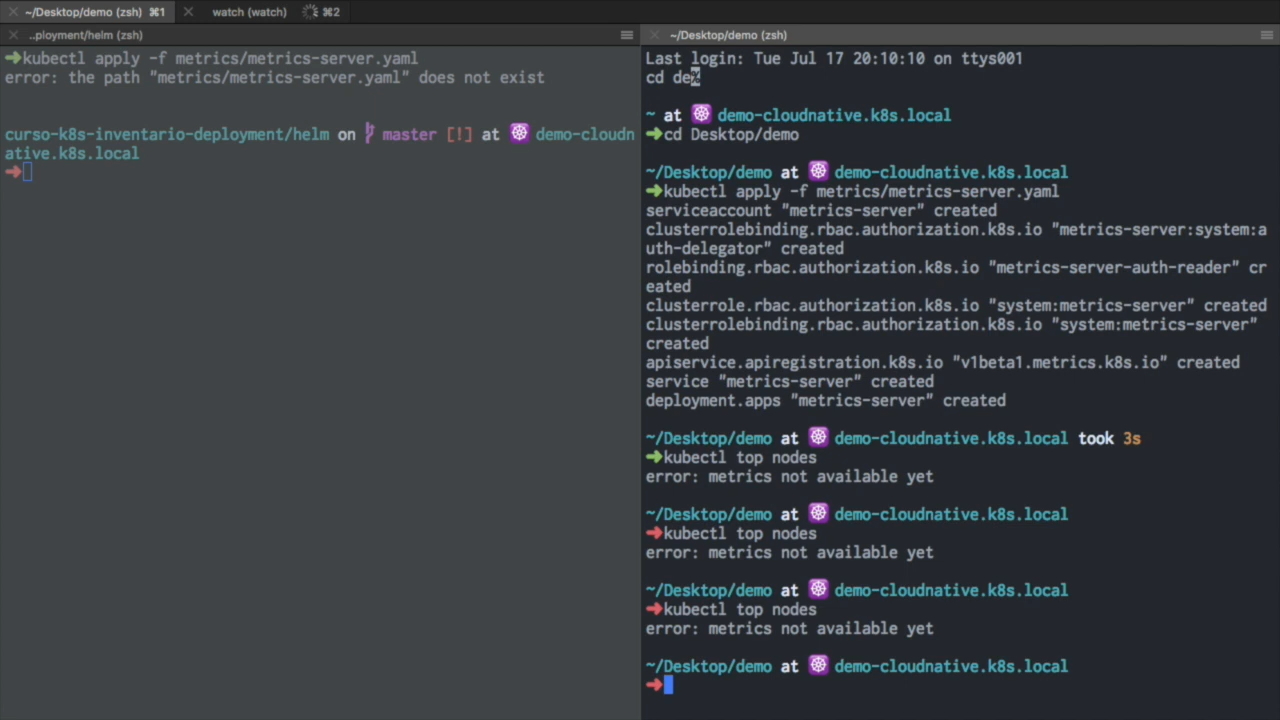 ~/Desktop/demo (zsh) ⌘1
watch (watch)
⌘2
..ployment/helm (zsh)
➜kubectl apply -f metrics/metrics-server.yaml
error: the path "metrics/metrics-server.yaml" does not exist
curso-k8s-inventario-deployment/helm on master [!] at demo-cloudn
ative.k8s.local
➜
~/Desktop/demo (zsh)
Last login: Tue Jul 17 20:10:10 on ttys001
cd de%
~ at demo-cloudnative.k8s.local
➜cd Desktop/demo
~/Desktop/demo at demo-cloudnative.k8s.local
➜kubectl apply -f metrics/metrics-server.yaml
serviceaccount "metrics-server" created
clusterrolebinding.rbac.authorization.k8s.io "metrics-server:system:a
uth-delegator" created
rolebinding.rbac.authorization.k8s.io "metrics-server-auth-reader" cr
eated
clusterrole.rbac.authorization.k8s.io "system:metrics-server" created
clusterrolebinding.rbac.authorization.k8s.io "system:metrics-server"
created
apiservice.apiregistration.k8s.io "v1beta1.metrics.k8s.io" created
service "metrics-server" created
deployment.apps "metrics-server" created
~/Desktop/demo at demo-cloudnative.k8s.local took 3s
➜kubectl top nodes
error: metrics not available yet
~/Desktop/demo at demo-cloudnative.k8s.local
➜kubectl top nodes
error: metrics not available yet
~/Desktop/demo at demo-cloudnative.k8s.local
➜kubectl top nodes
error: metrics not available yet
~/Desktop/demo at demo-cloudnative.k8s.local
➜